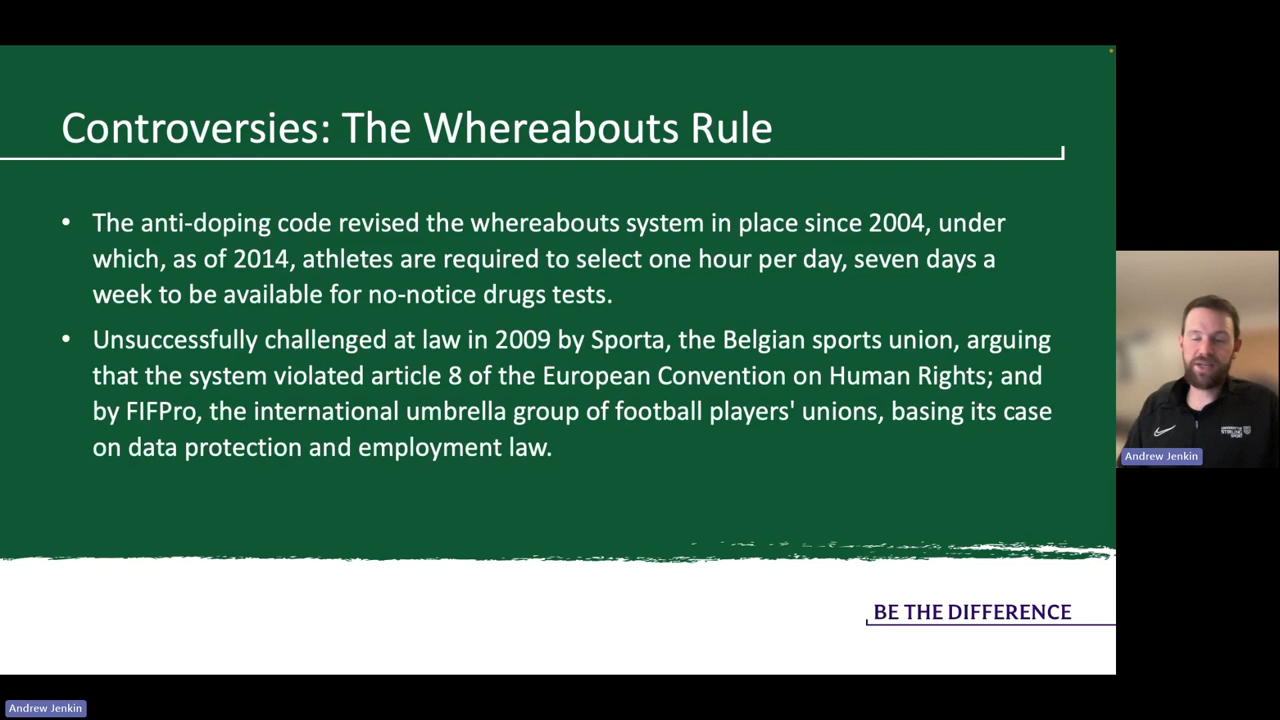 Controversies: The Whereabouts Rule
• The anti-doping code revised the whereabouts system in place since 2004, under
which, as of 2014, athletes are required to select one hour per day, seven days a
week to be available for no-notice drugs tests.
• Unsuccessfully challenged at law in 2009 by Sporta, the Belgian sports union, arguing
that the system violated article 8 of the European Convention on Human Rights; and
by FIFPro, the international umbrella group of football players' unions, basing its case
on data protection and employment law.
BE THE DIFFERENCE
Andrew Jenkin
Andrew Jenkin